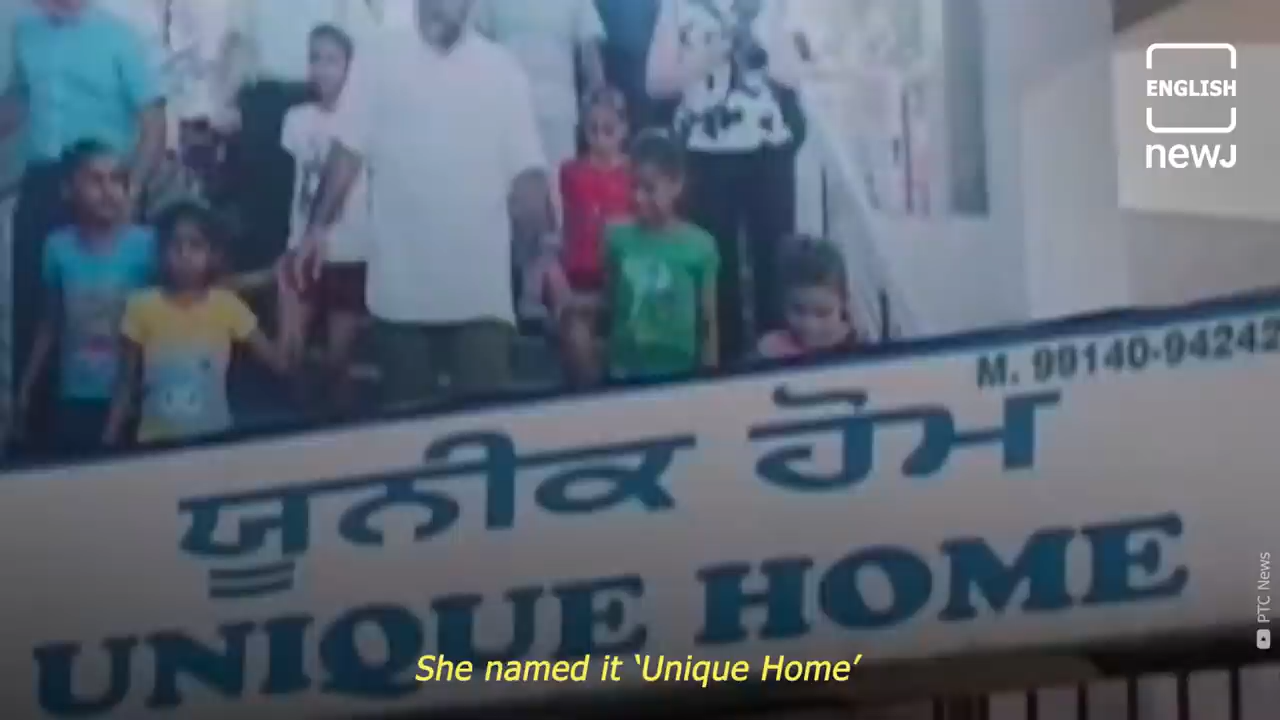 ENGLISH
newJ
M. 99140-94242
ਯੂਨੀਕ ਹੋਮ
UNIQUE HOME
She named it ‘Unique Home’
PTC News